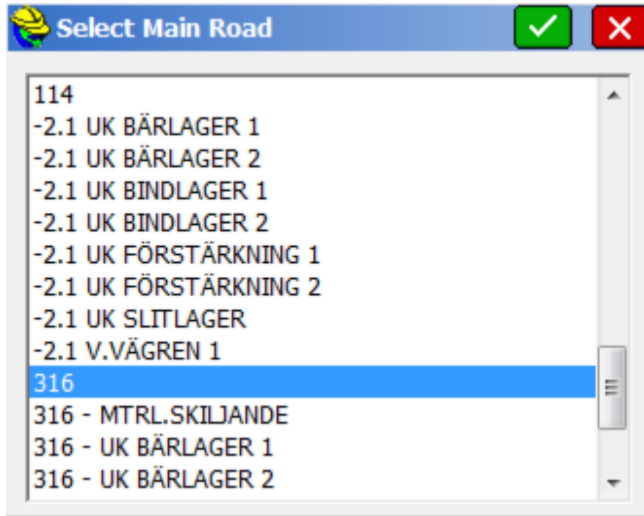 Select Main Road
114
-2.1 UK BÄRLAGER 1
-2.1 UK BÄRLAGER 2
-2.1 UK BINDLAGER 1
-2.1 UK BINDLAGER 2
-2.1 UK FÖRSTÄRKNING 1
-2.1 UK FÖRSTÄRKNING 2
-2.1 UK SLITLAGER
-2.1 V.VÄGREN 1
316
316 - MTRL.SKILJANDE
316 - UK BÄRLAGER 1
316 - UK BÄRLAGER 2